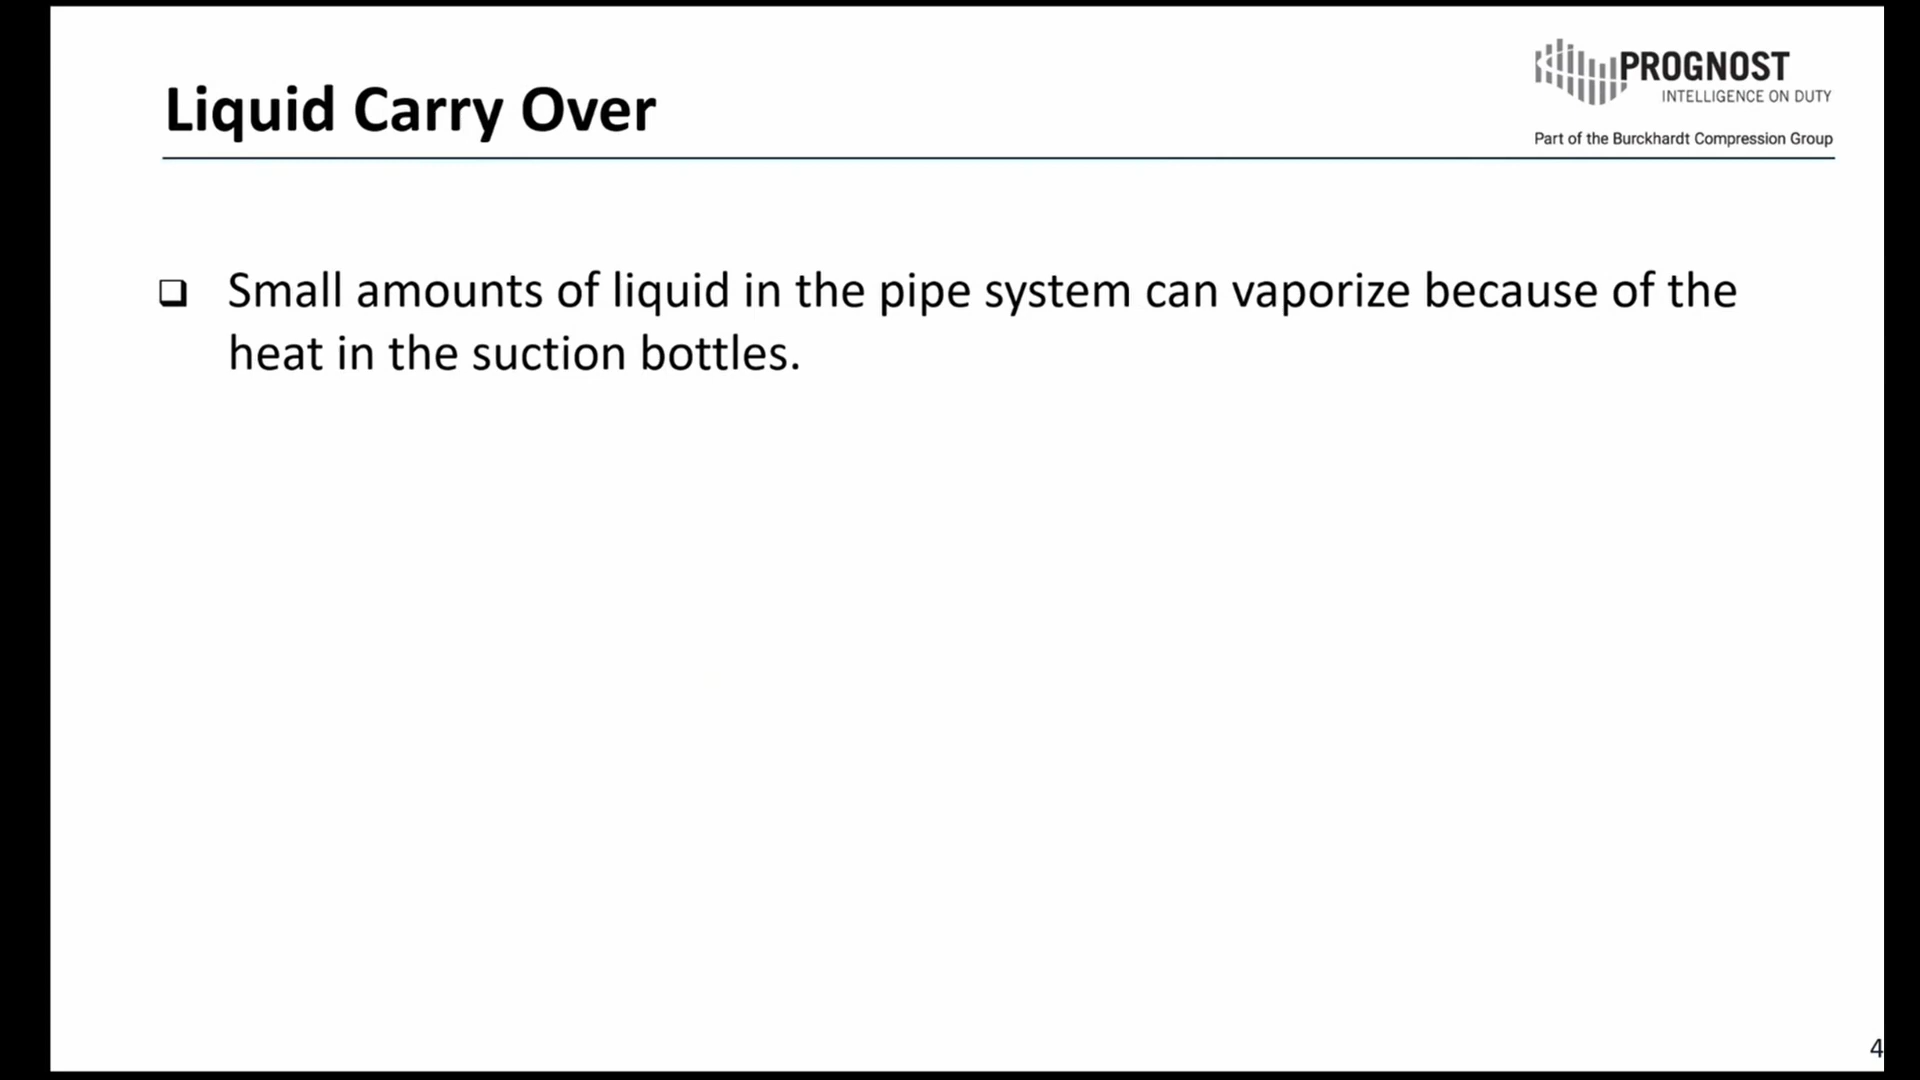 Liquid Carry Over
PROGNOST
INTELLIGENCE ON DUTY
Part of the Burckhardt Compression Group
Small amounts of liquid in the pipe system can vaporize because of the
heat in the suction bottles.
4